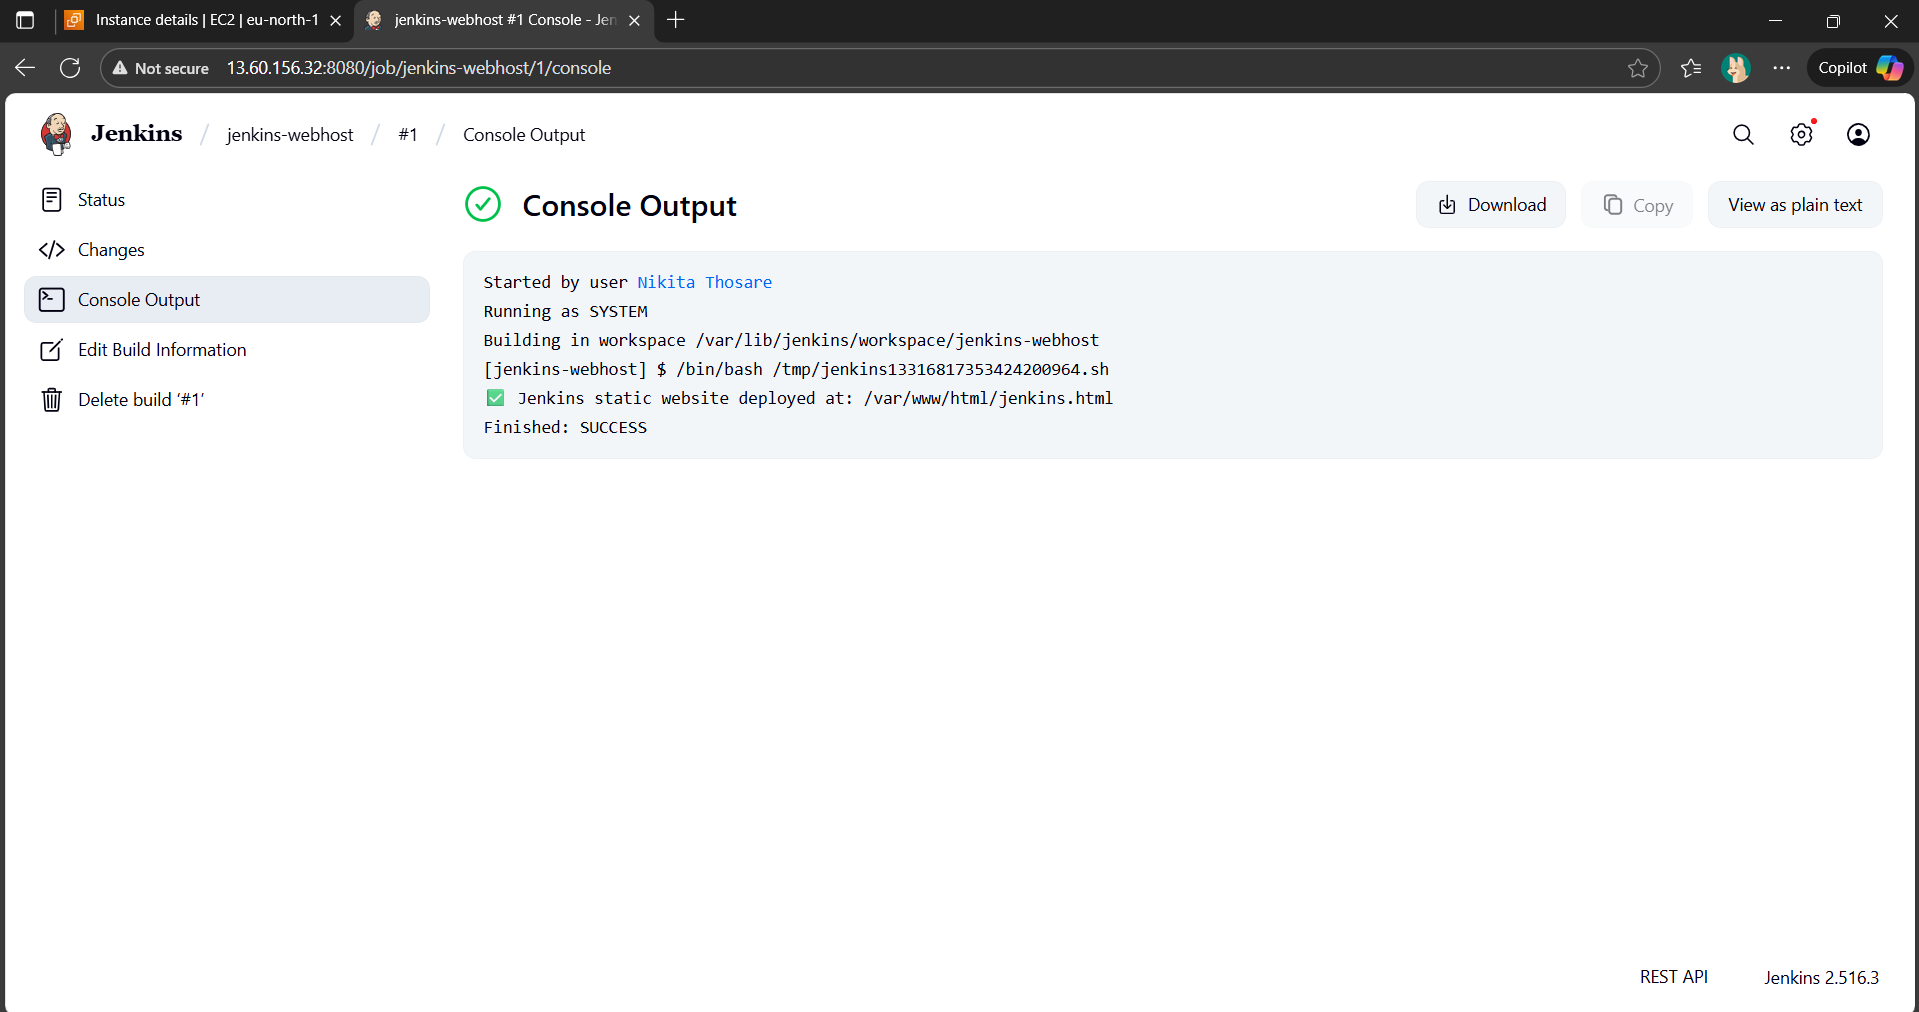 Instance details | EC2 | eu-north-1
jenkins-webhost #1 Console - Jen
Not secure 13.60.156.32:8080/job/jenkins-webhost/1/console
Copilot
Jenkins / jenkins-webhost / #1 / Console Output
Status
Changes
Console Output
Edit Build Information
Delete build ‘#1’
Console Output
Download
Copy
View as plain text
Started by user Nikita Thosare
Running as SYSTEM
Building in workspace /var/lib/jenkins/workspace/jenkins-webhost
[jenkins-webhost] $ /bin/bash /tmp/jenkins13316817353424200964.sh
✅ Jenkins static website deployed at: /var/www/html/jenkins.html
Finished: SUCCESS
REST API
Jenkins 2.516.3